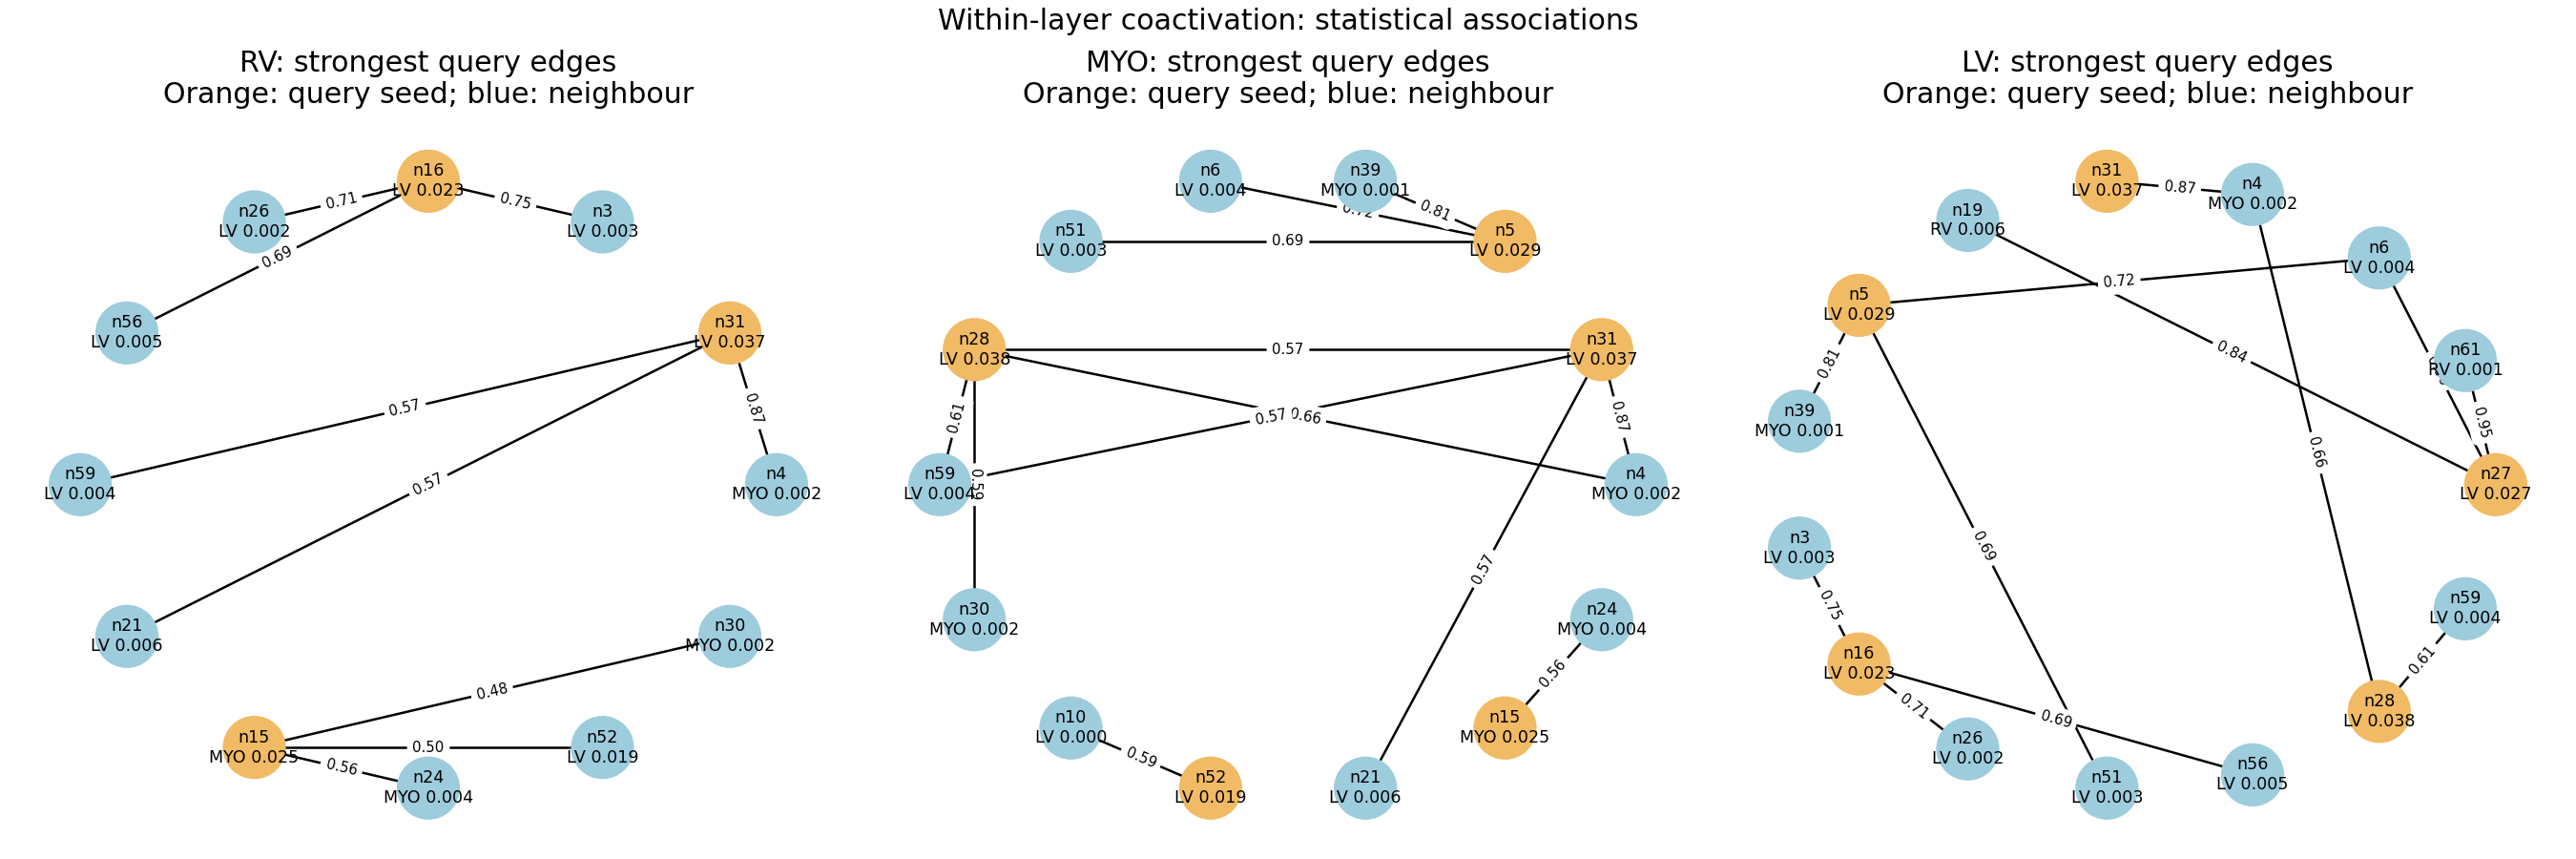 Within-layer coactivation: statistical associations
RV: strongest query edges
Orange: query seed; blue: neighbour
n16
LV 0.023
n26
LV 0.002
n3
LV 0.003
0.71
0.75
0.69
n56
LV 0.005
n31
LV 0.037
0.57
0.87
0.57
n59
LV 0.004
n4
MYO 0.002
n21
LV 0.006
n30
MYO 0.002
0.48
n15
MYO 0.025
0.50
n52
LV 0.019
0.56
n24
MYO 0.004
MYO: strongest query edges
Orange: query seed; blue: neighbour
n6
LV 0.004
n39
MYO 0.001
0.72
0.81
n51
LV 0.003
0.69
n5
LV 0.029
n28
LV 0.038
0.57
n31
LV 0.037
0.61
0.57
0.66
0.87
n59
LV 0.004
0.59
n4
MYO 0.002
0.57
n30
MYO 0.002
n24
MYO 0.004
0.56
n10
LV 0.000
0.59
n15
MYO 0.025
n52
LV 0.019
n21
LV 0.006
LV: strongest query edges
Orange: query seed; blue: neighbour
n31
LV 0.037
0.87
n4
MYO 0.002
n19
RV 0.006
n6
LV 0.004
0.72
n5
LV 0.029
0.81
0.84
n61
RV 0.001
0.95
n39
MYO 0.001
0.66
n27
LV 0.027
n3
LV 0.003
0.69
0.75
n59
LV 0.004
0.61
n16
LV 0.023
0.71
0.69
n28
LV 0.038
n26
LV 0.002
n51
LV 0.003
n56
LV 0.005